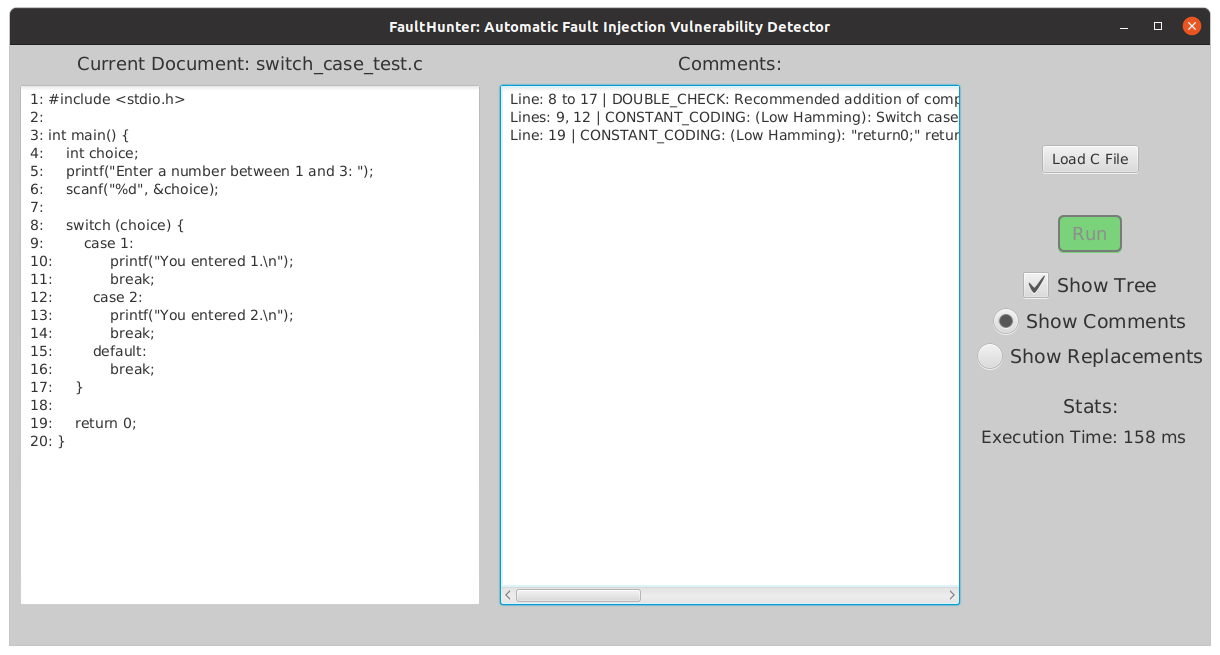 FaultHunter: Automatic Fault Injection Vulnerability Detector
Current Document: switch_case_test.c
1: #include <stdio.h>
2:
3: int main() {
4:     int choice;
5:     printf("Enter a number between 1 and 3: ");
6:     scanf("%d", &choice);
7:
8:     switch (choice) {
9:         case 1:
10:             printf("You entered 1.\n");
11:             break;
12:         case 2:
13:             printf("You entered 2.\n");
14:             break;
15:         default:
16:             break;
17:     }
18:
19:     return 0;
20: }
Comments:
Line: 8 to 17 | DOUBLE_CHECK: Recommended addition of
Lines: 9, 12 | CONSTANT_CODING: (Low Hamming): Switch case
Line: 19 | CONSTANT_CODING: (Low Hamming): "return0;"
Load C File
Run
Show Tree
Show Comments
Show Replacements
Stats:
Execution Time: 158 ms